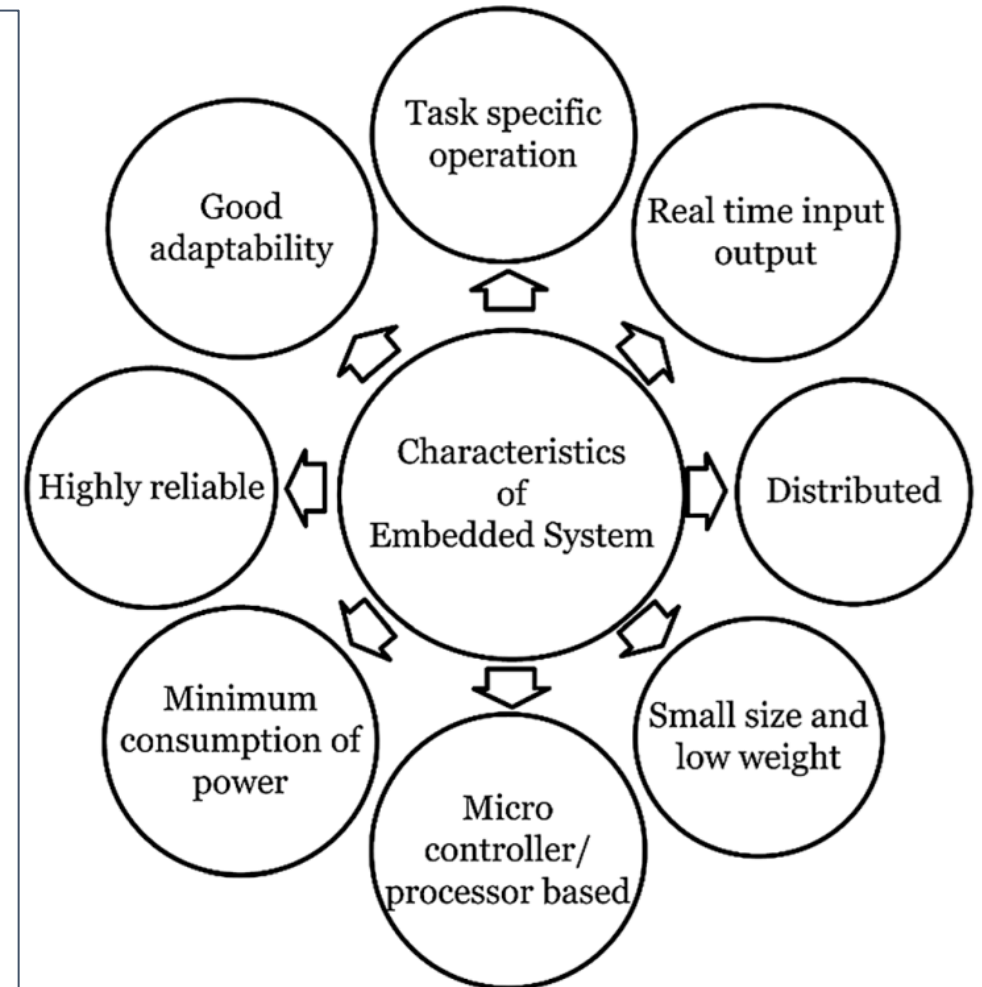 Task specific
operation
Real time input
output
Distributed
Small size and
low weight
Micro
controller/
processor based
Minimum
consumption of
power
Highly reliable
Good
adaptability
Characteristics
of
Embedded System